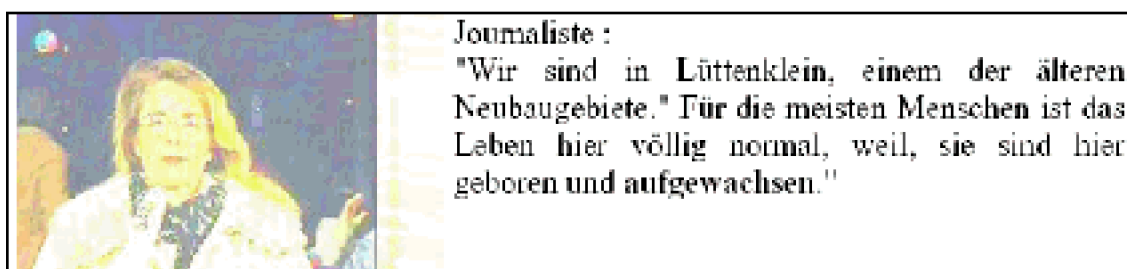 Journaliste :
"Wir sind in Lüttenklein, einem der älteren
Neubaugebiete." Für die meisten Menschen ist das
Leben hier völlig normal, weil, sie sind hier
geboren und aufgewachsen."